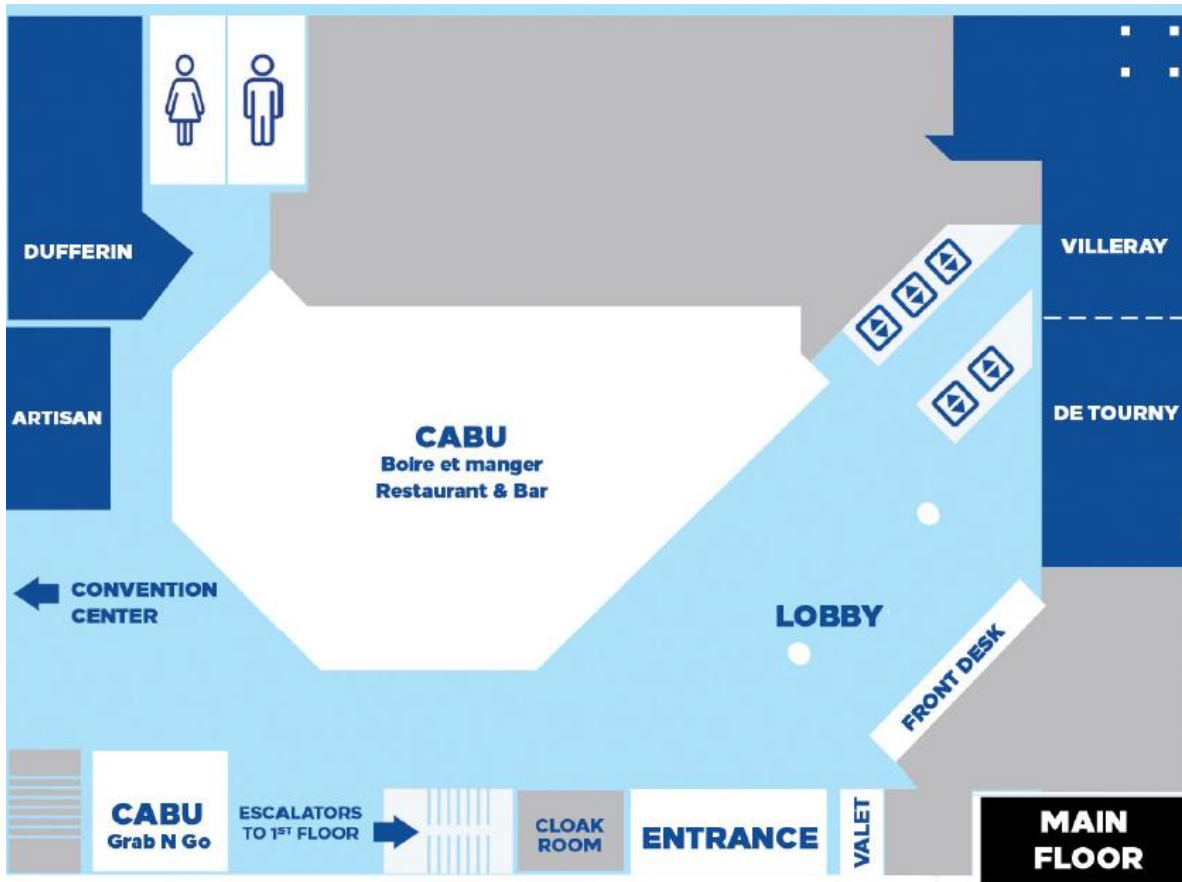 DUFFERIN
VILLERAY
ARTISAN
DE TOURNY
CABU
Boire et manger
Restaurant & Bar
CONVENTION
CENTER
LOBBY
FRONT DESK
CABU
Grab N Go
ESCALATORS
TO 1ST FLOOR
CLOAK
ROOM
ENTRANCE
VALET
MAIN
FLOOR